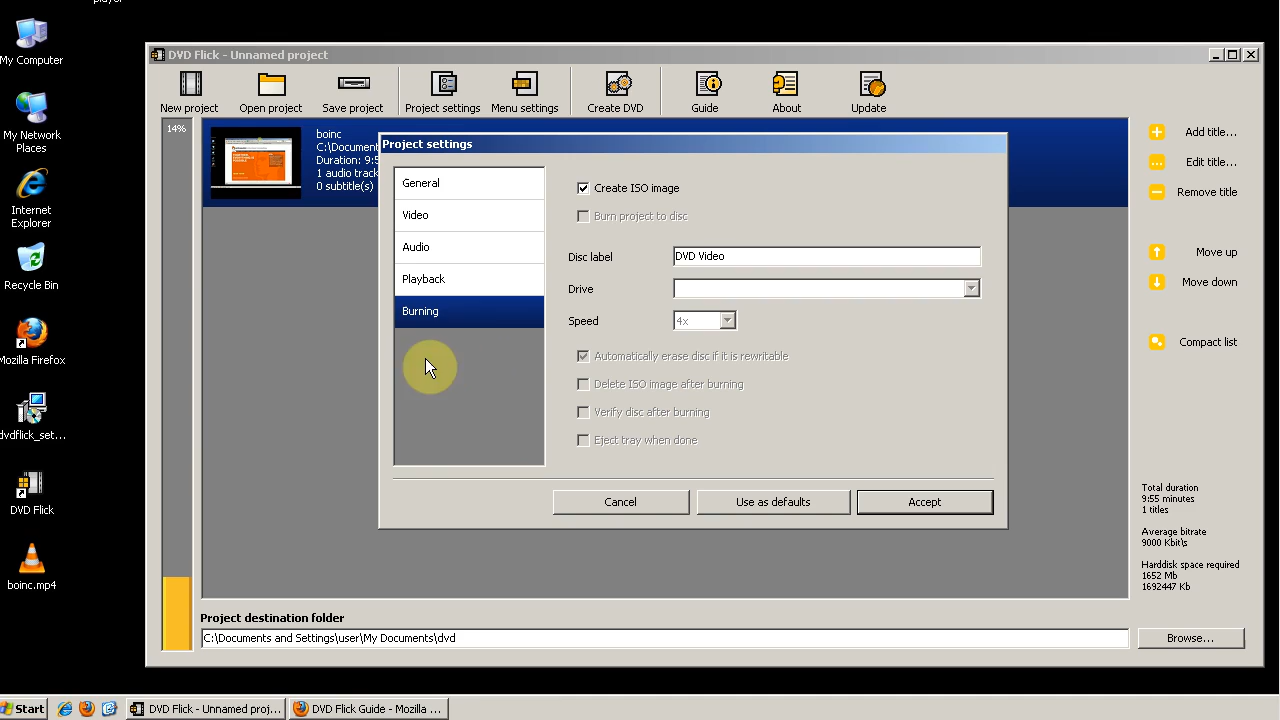 player
My Computer
My Network
Places
Internet
Explorer
Recycle Bin
Mozilla Firefox
dvdflick_set...
DVD Flick
boinc.mp4
DVD Flick - Unnamed project
New project
Open project
Save project
Project settings
Menu settings
Create DVD
Guide
About
Update
14%
boinc
C:\Document
Duration: 9:5
1 audio track
0 subtitle(s)
Project settings
General
Video
Audio
Playback
Burning
Create ISO image
Burn project to disc
Disc label
DVD Video
Drive
Speed
4x
Automatically erase disc if it is rewritable
Delete ISO image after burning
Verify disc after burning
Eject tray when done
Cancel
Use as defaults
Accept
Add title...
Edit title...
Remove title
Move up
Move down
Compact list
Total duration
9:55 minutes
1 titles
Average bitrate
9000 Kbit\s
Harddisk space required
1652 Mb
1692447 Kb
Project destination folder
C:\Documents and Settings\user\My Documents\dvd
Browse...
Start
DVD Flick - Unnamed proj...
DVD Flick Guide - Mozilla ...